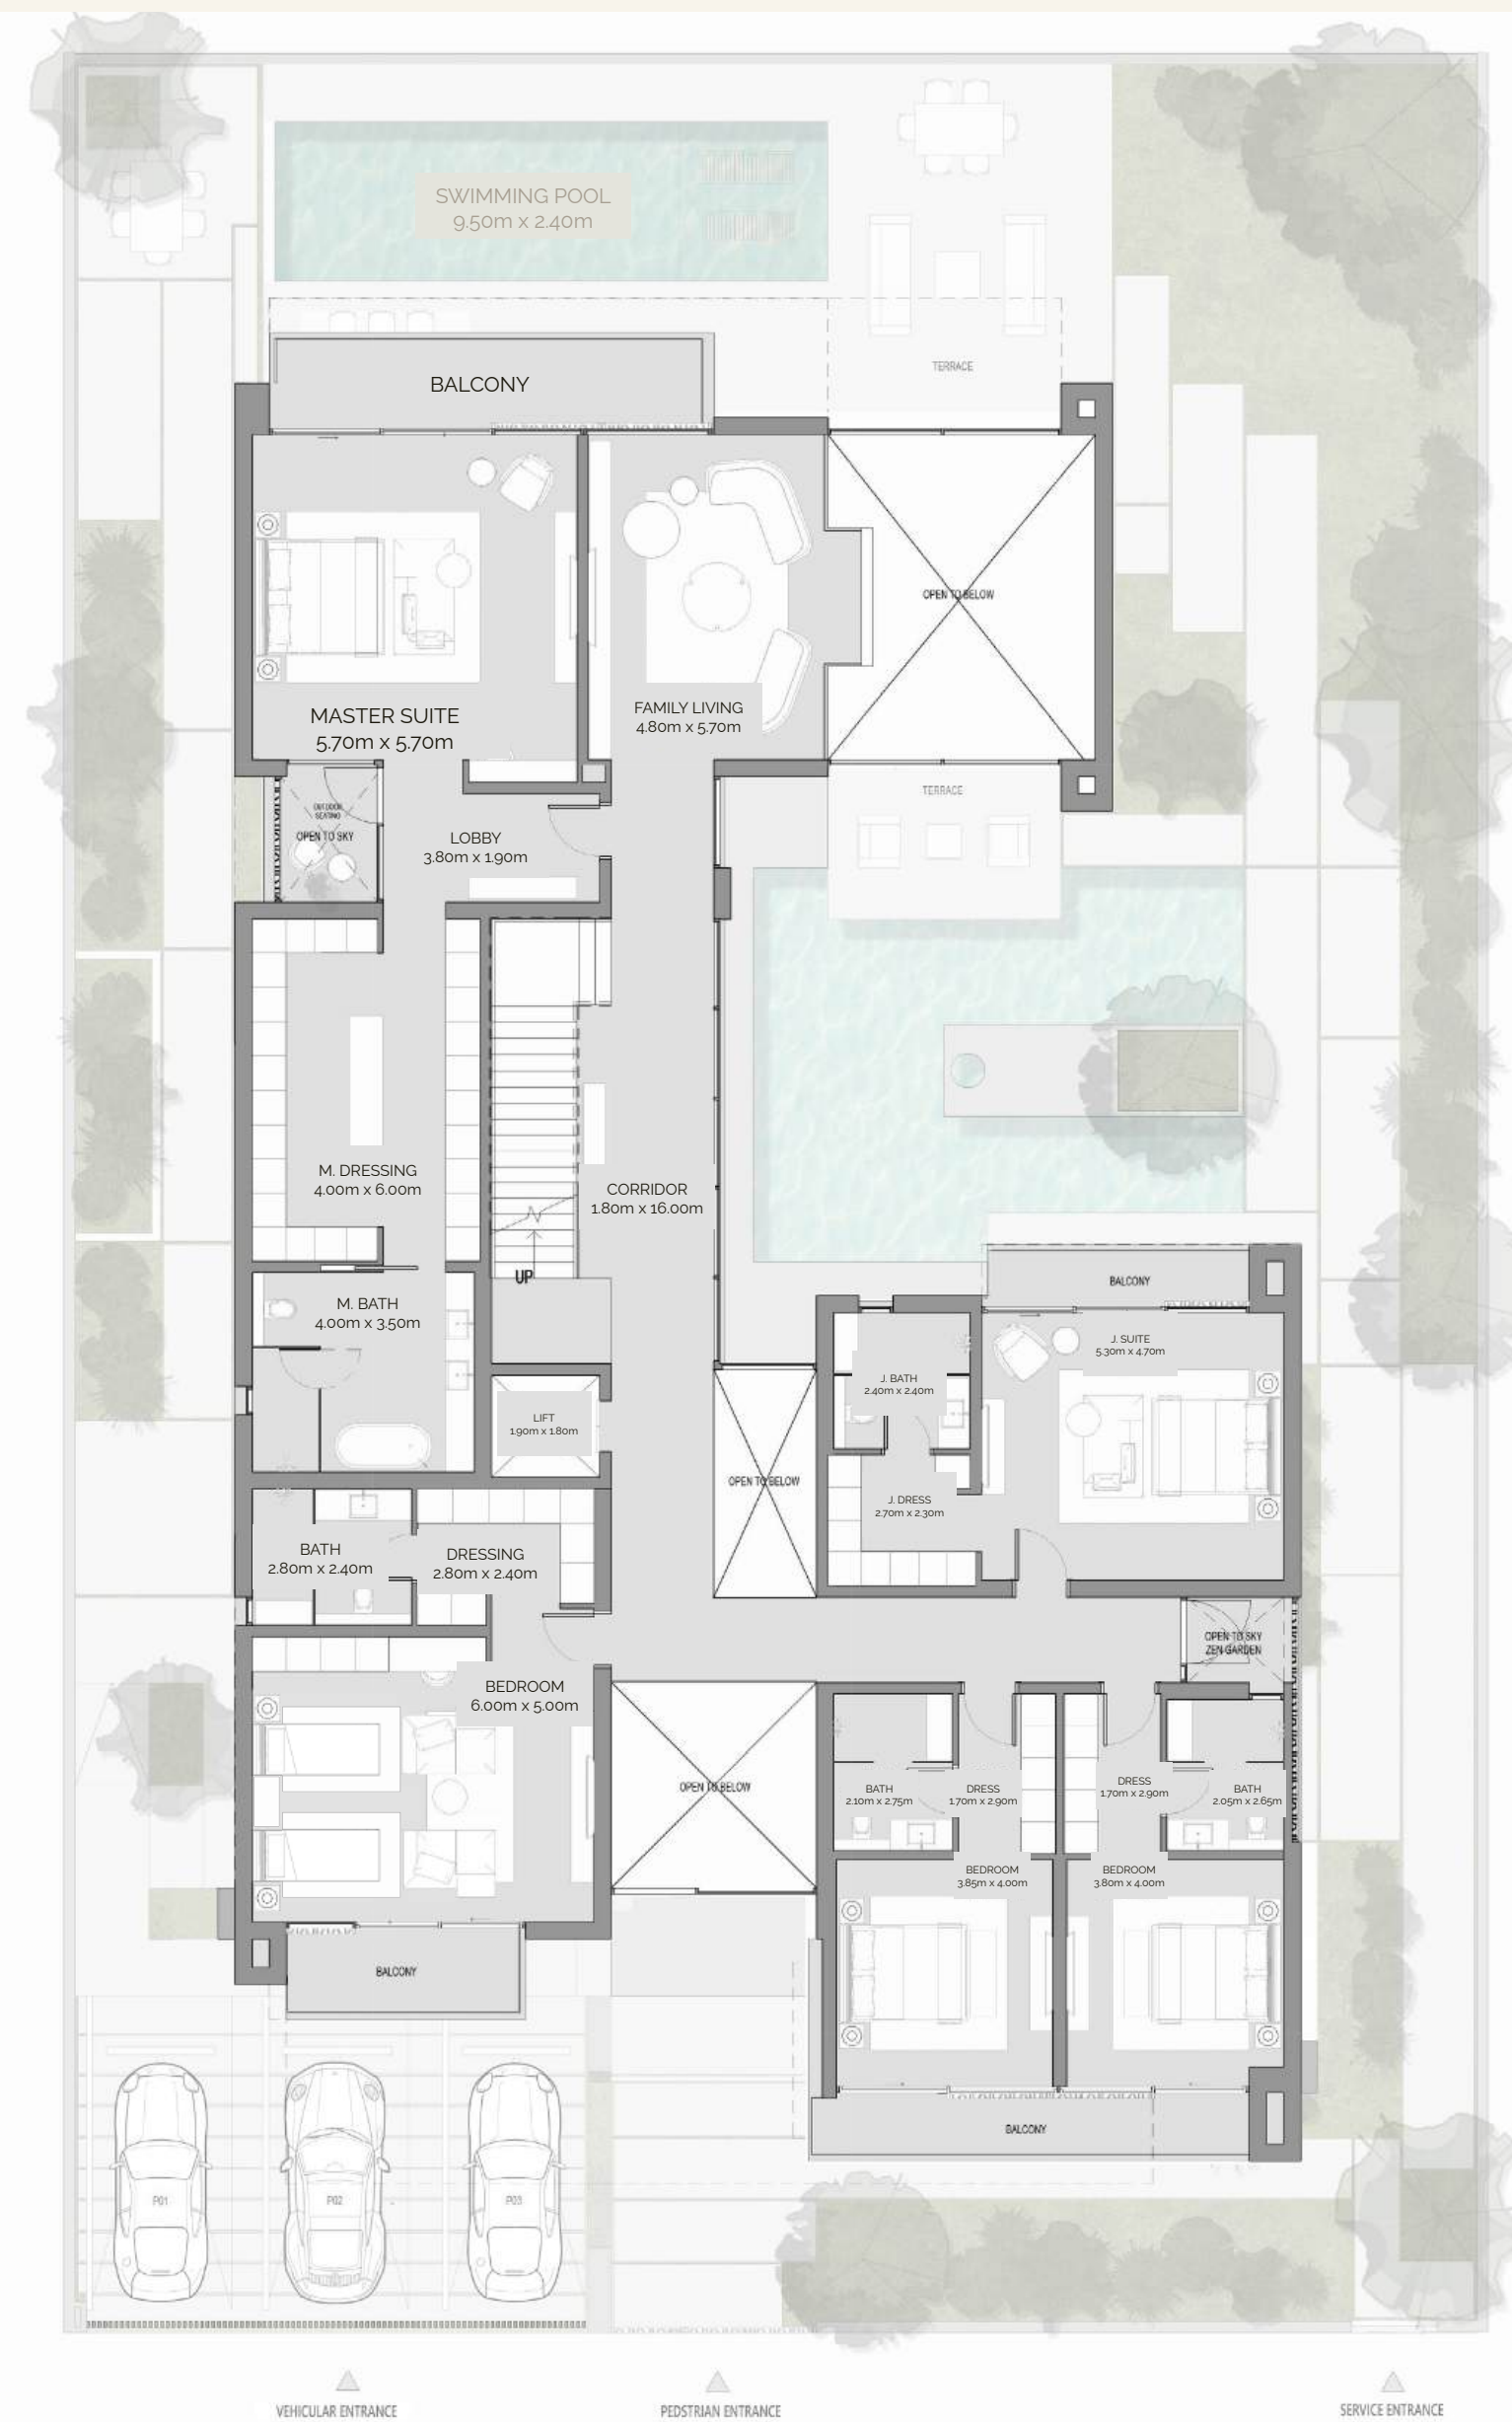 SWIMMING POOL
9.50m x 2.40m
TERRACE
BALCONY
OPEN TO BELOW
MASTER SUITE
5.70m x 5.70m
FAMILY LIVING
4.80m x 5.70m
TERRACE
OUTDOOR
SEATING
OPEN TO SKY
LOBBY
3.80m x 1.90m
M. DRESSING
4.00m x 6.00m
CORRIDOR
1.80m x 16.00m
UP
BALCONY
M. BATH
4.00m x 3.50m
J. SUITE
5.30m x 4.70m
J. BATH
2.40m x 2.40m
LIFT
1.90m x 1.80m
OPEN TO BELOW
J. DRESS
2.70m x 2.30m
BATH
2.80m x 2.40m
DRESSING
2.80m x 2.40m
OPEN TO SKY
ZEN GARDEN
BEDROOM
6.00m x 5.00m
OPEN TO BELOW
BATH
2.10m x 2.75m
DRESS
1.70m x 2.90m
DRESS
1.70m x 2.90m
BATH
2.05m x 2.65m
BEDROOM
3.85m x 4.00m
BEDROOM
3.80m x 4.00m
BALCONY
BALCONY
P01
P02
P03
VEHICULAR ENTRANCE
PEDSTRIAN ENTRANCE
SERVICE ENTRANCE